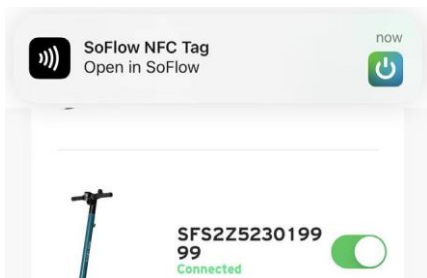 SoFlow NFC Tag
now
Open in SoFlow
SFS2Z5230199
99
Connected